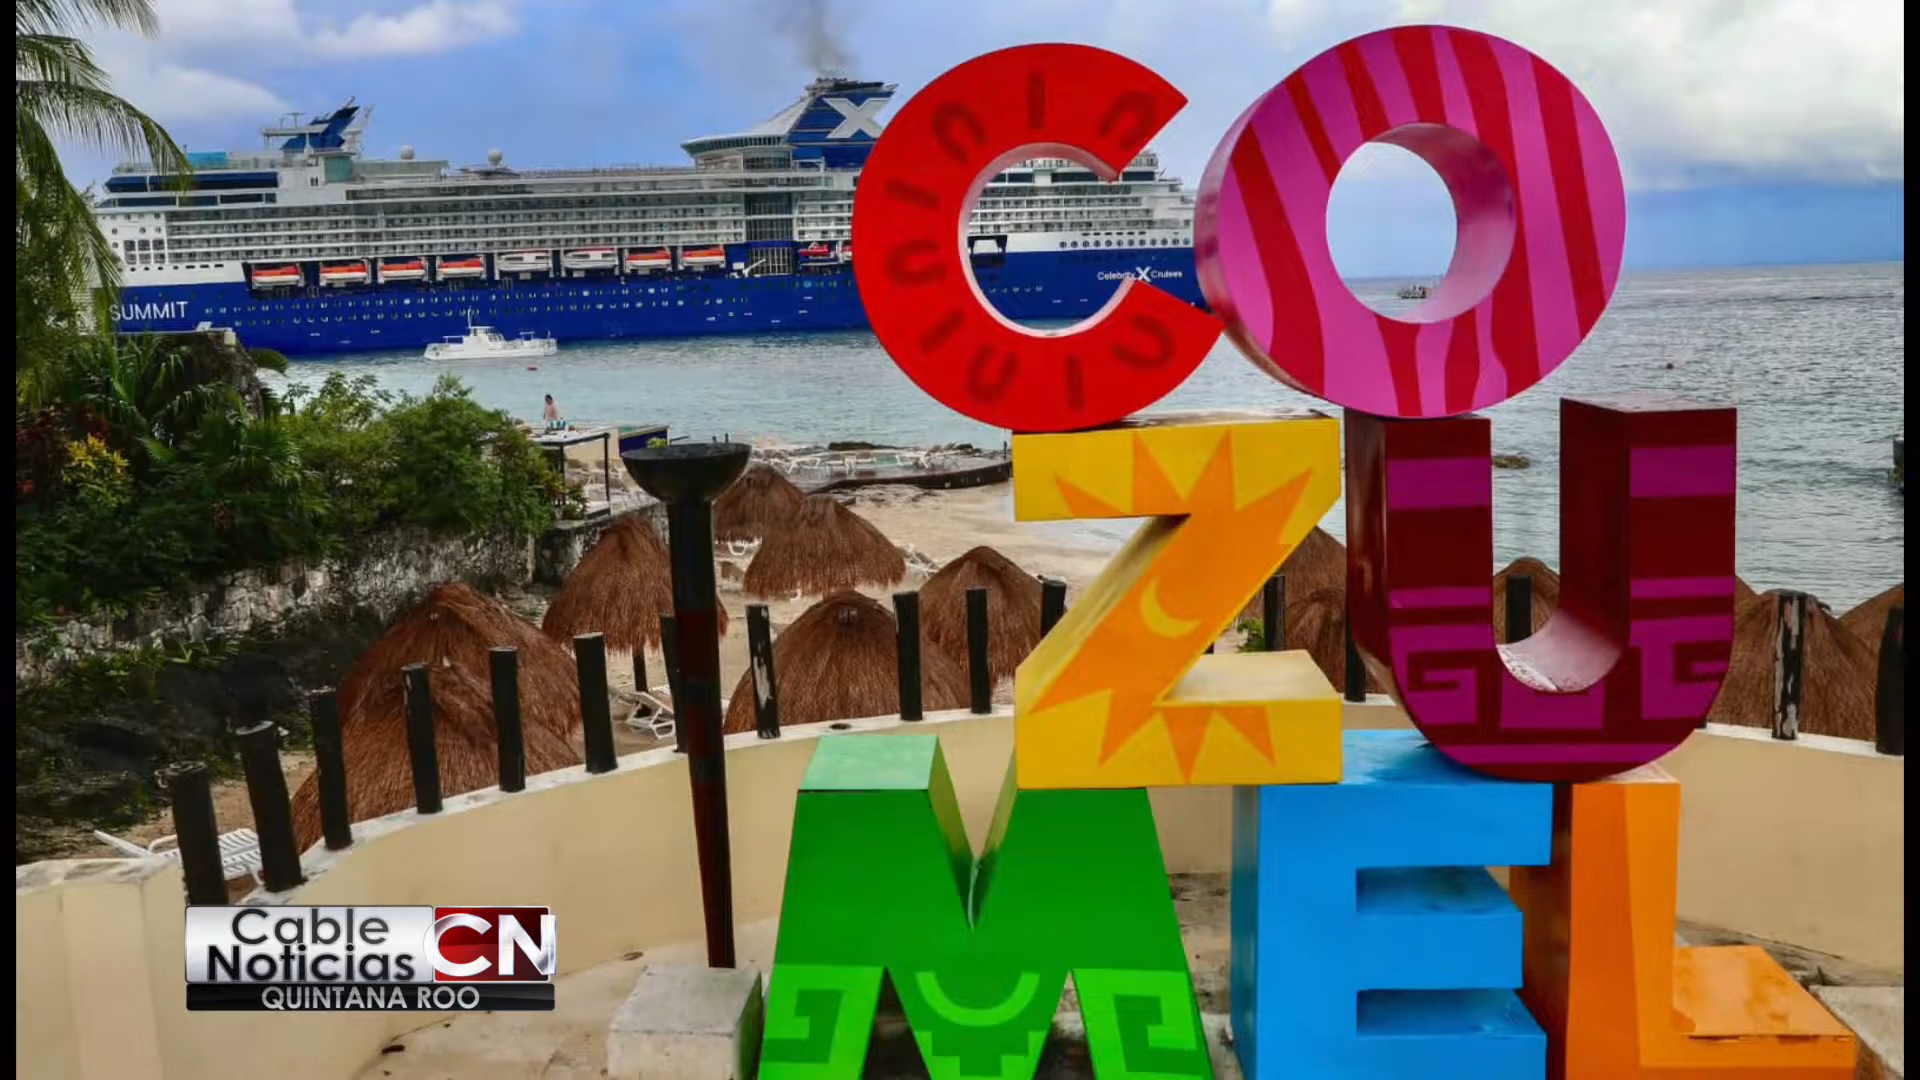 CO
ZU
MEL
X
SUMMIT
Celebrity X Cruises
Cable
Noticias
CN
QUINTANA ROO